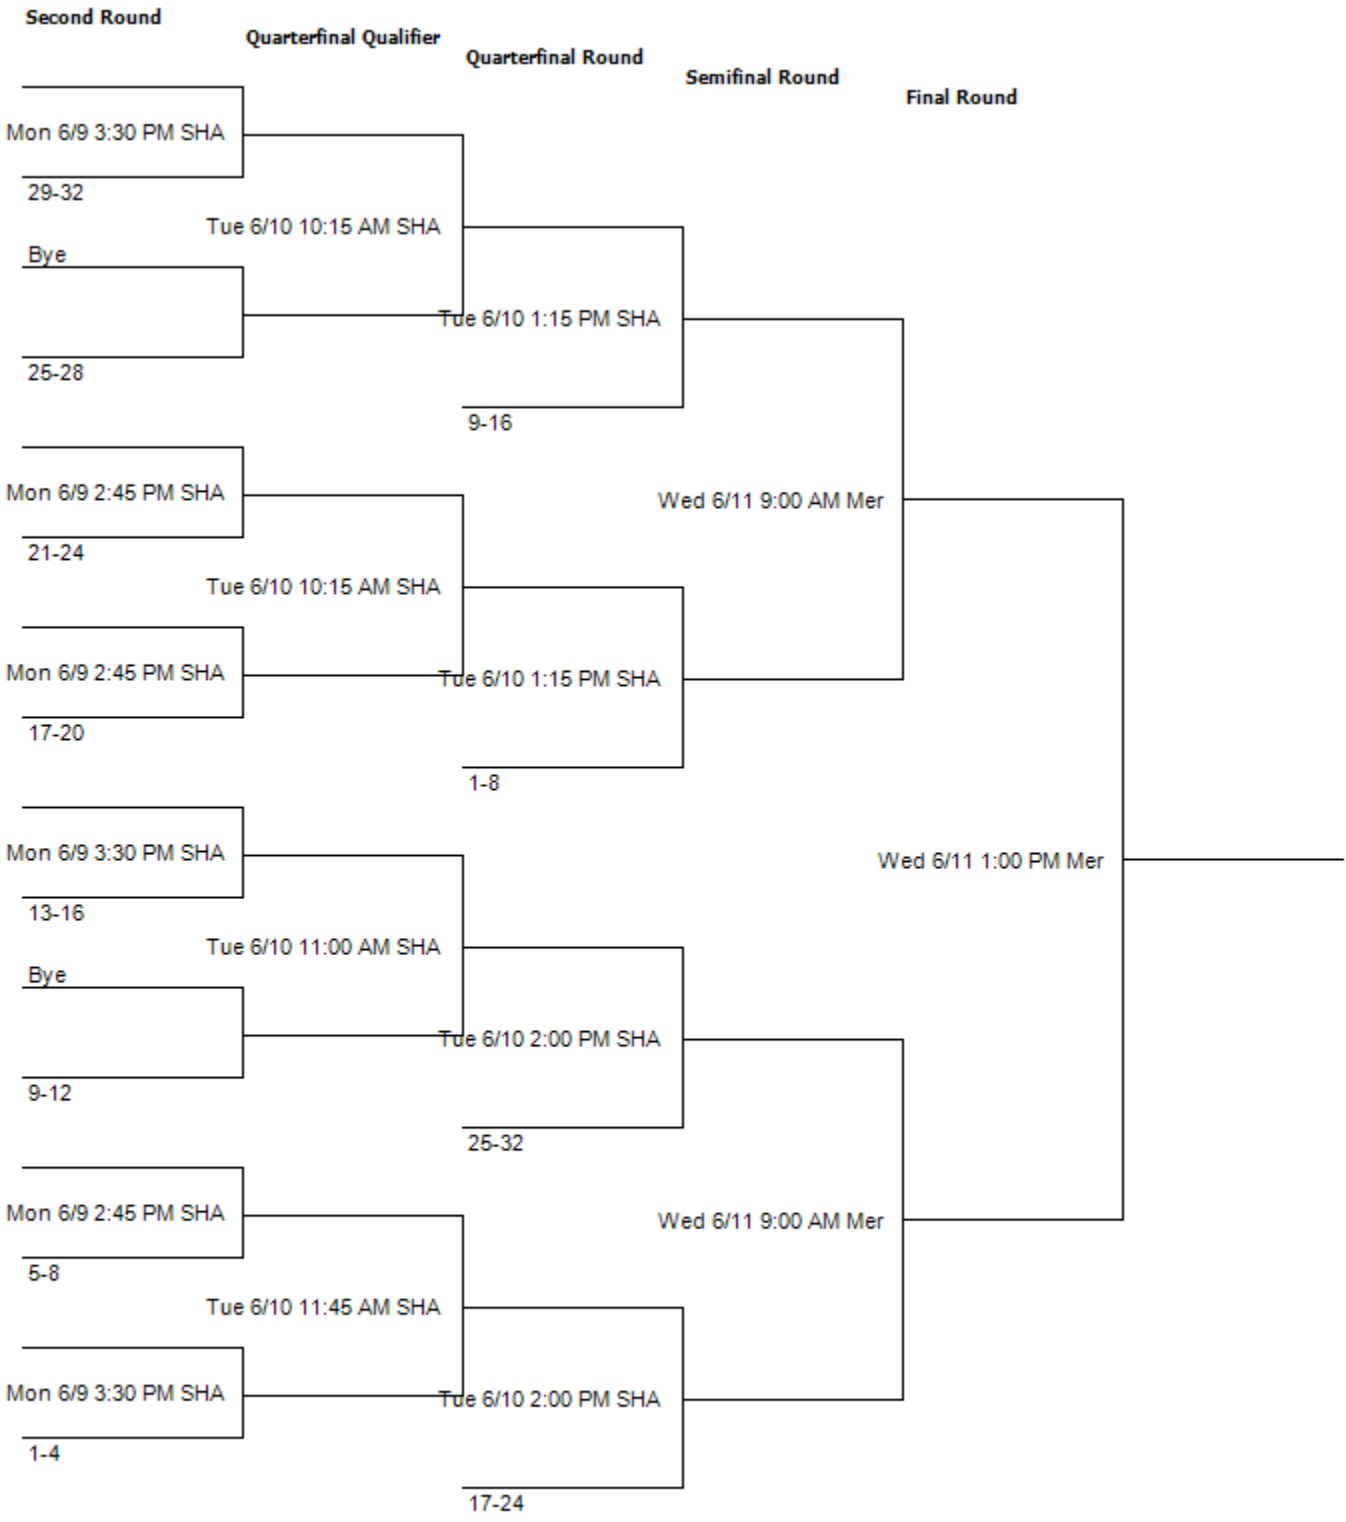 Second Round
Quarterfinal Qualifier
Quarterfinal Round
Semifinal Round
Final Round
Mon 6/9 3:30 PM SHA
29-32
Tue 6/10 10:15 AM SHA
Bye
Tue 6/10 1:15 PM SHA
25-28
9-16
Mon 6/9 2:45 PM SHA
Wed 6/11 9:00 AM Mer
21-24
Tue 6/10 10:15 AM SHA
Mon 6/9 2:45 PM SHA
Tue 6/10 1:15 PM SHA
17-20
1-8
Mon 6/9 3:30 PM SHA
Wed 6/11 1:00 PM Mer
13-16
Tue 6/10 11:00 AM SHA
Bye
Tue 6/10 2:00 PM SHA
9-12
25-32
Mon 6/9 2:45 PM SHA
Wed 6/11 9:00 AM Mer
5-8
Tue 6/10 11:45 AM SHA
Mon 6/9 3:30 PM SHA
Tue 6/10 2:00 PM SHA
1-4
17-24